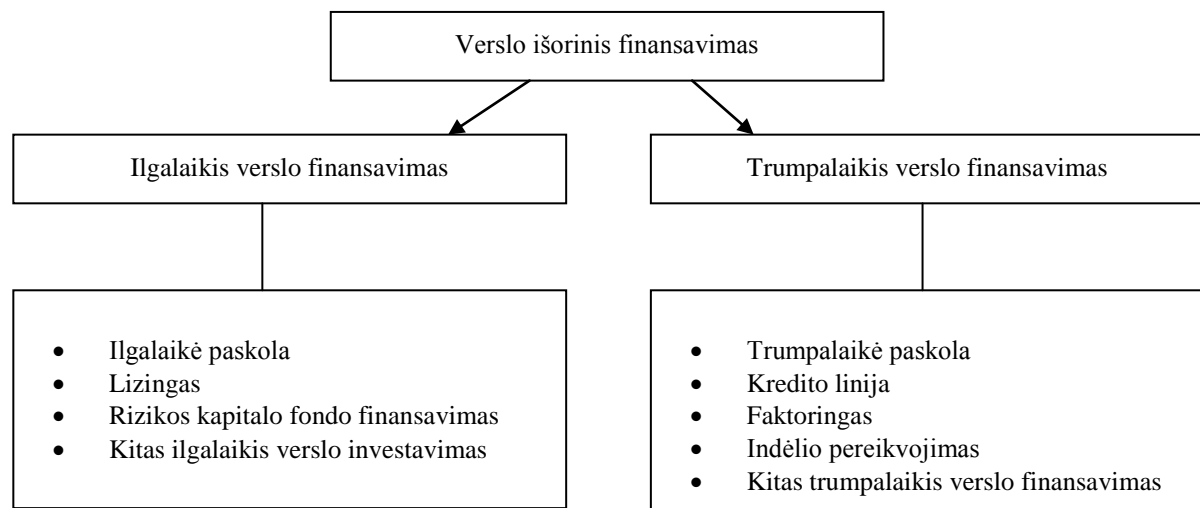 Verslo išorinis finansavimas
Ilgalaikis verslo finansavimas
Trumpalaikis verslo finansavimas
• Ilgalaikė paskola
• Lizingas
• Rizikos kapitalo fondo finansavimas
• Kitas ilgalaikis verslo investavimas
• Trumpalaikė paskola
• Kredito linija
• Faktoringas
• Indėlio pereikvojimas
• Kitas trumpalaikis verslo finansavimas